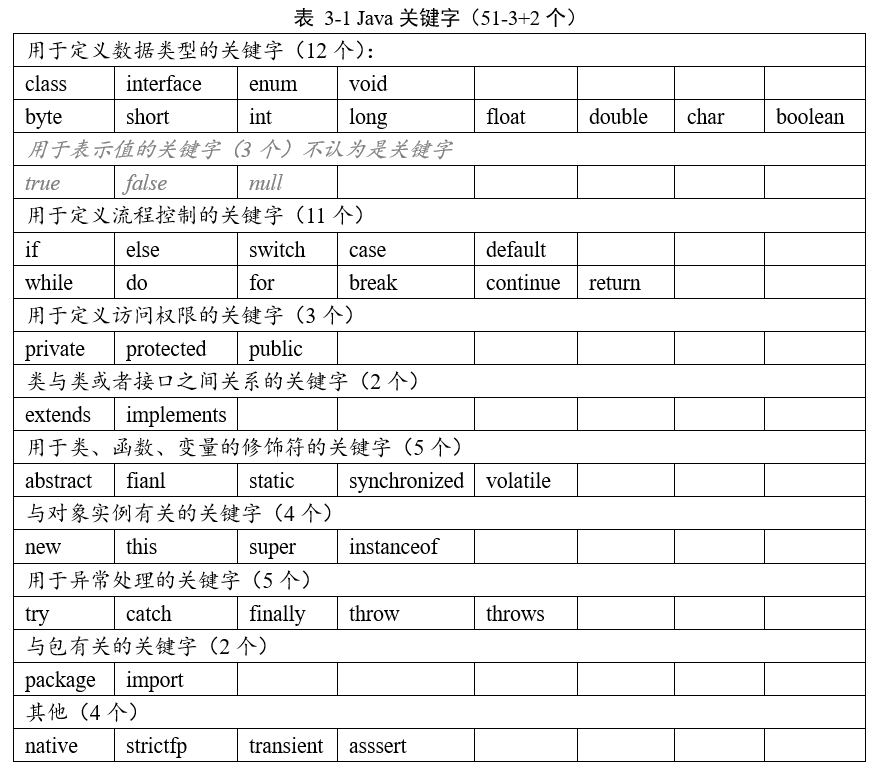 表 3-1 Java 关键字（51-3+2 个）
用于定义数据类型的关键字（12 个）：
class interface enum void
byte short int long float double char boolean
用于表示值的关键字（3 个）不认为是关键字
true false null
用于定义流程控制的关键字（11 个）
if else switch case default
while do for break continue return
用于定义访问权限的关键字（3 个）
private protected public
类与类或者接口之间关系的关键字（2 个）
extends implements
用于类、函数、变量的修饰符的关键字（5 个）
abstract fianl static synchronized volatile
与对象实例有关的关键字（4 个）
new this super instanceof
用于异常处理的关键字（5 个）
try catch finally throw throws
与包有关的关键字（2 个）
package import
其他（4 个）
native strictfp transient asssert